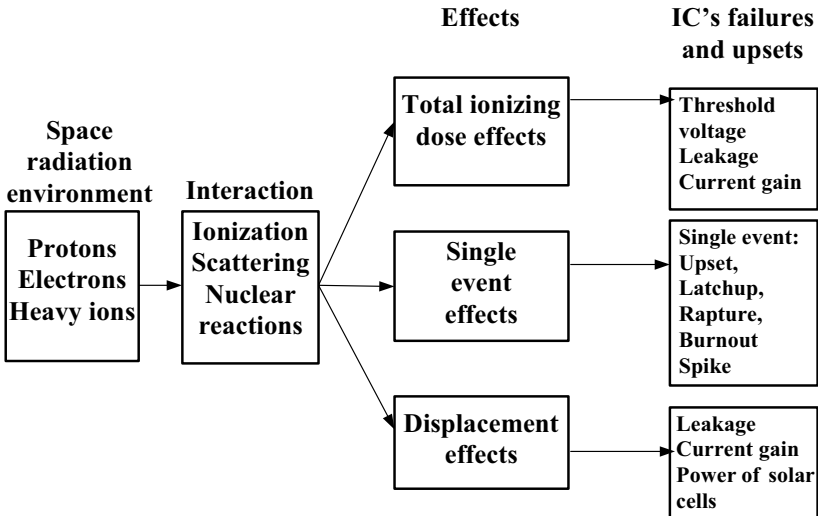 Effects
IC's failures
and upsets
Space
radiation
environment
Protons
Electrons
Heavy ions
Interaction
Ionization
Scattering
Nuclear
reactions
Total ionizing
dose effects
Threshold
voltage
Leakage
Current gain
Single
event
effects
Single event:
Upset,
Latchup,
Rapture,
Burnout
Spike
Displacement
effects
Leakage
Current gain
Power of solar
cells